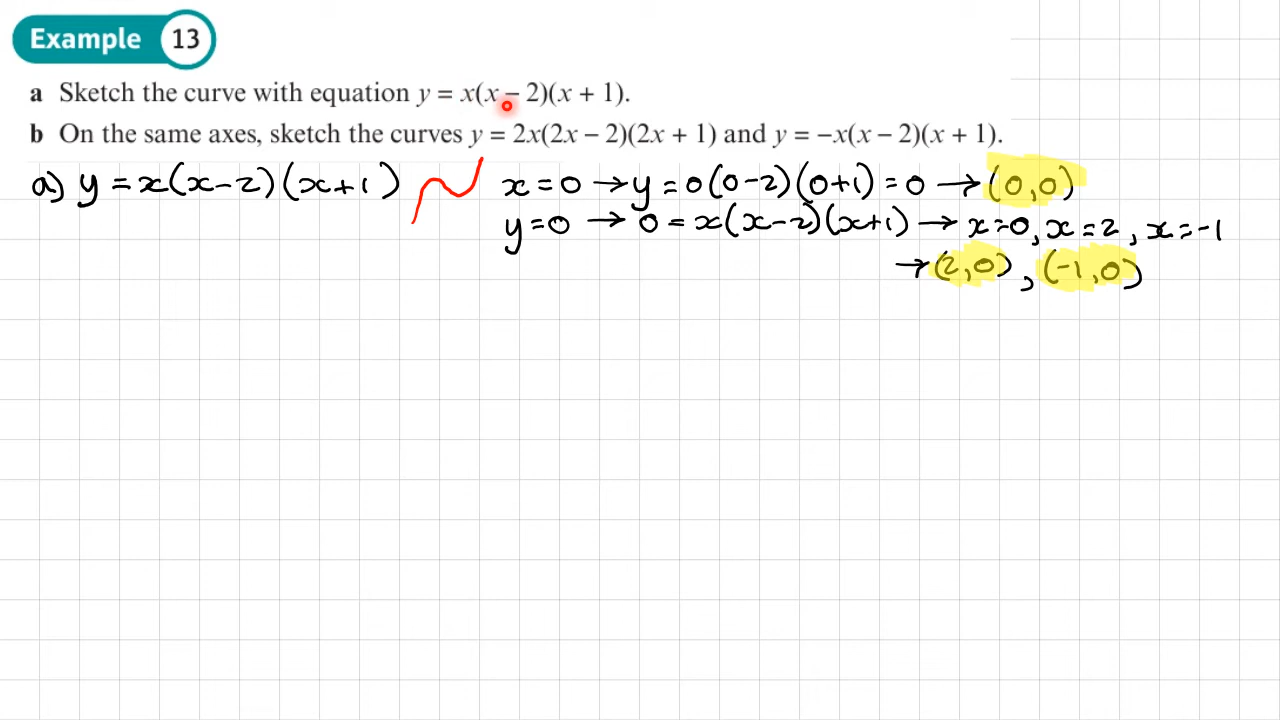 Example 13
a Sketch the curve with equation y = x(x − 2)(x + 1).
b On the same axes, sketch the curves y = 2x(2x − 2)(2x + 1) and y = −x(x − 2)(x + 1).
a) y = x(x-2)(x+1)
x=0 → y=0(0-2)(0+1)=0 → (0,0)
y=0 → 0=x(x-2)(x+1) → x=0, x=2, x=-1
→ (2,0), (-1,0)